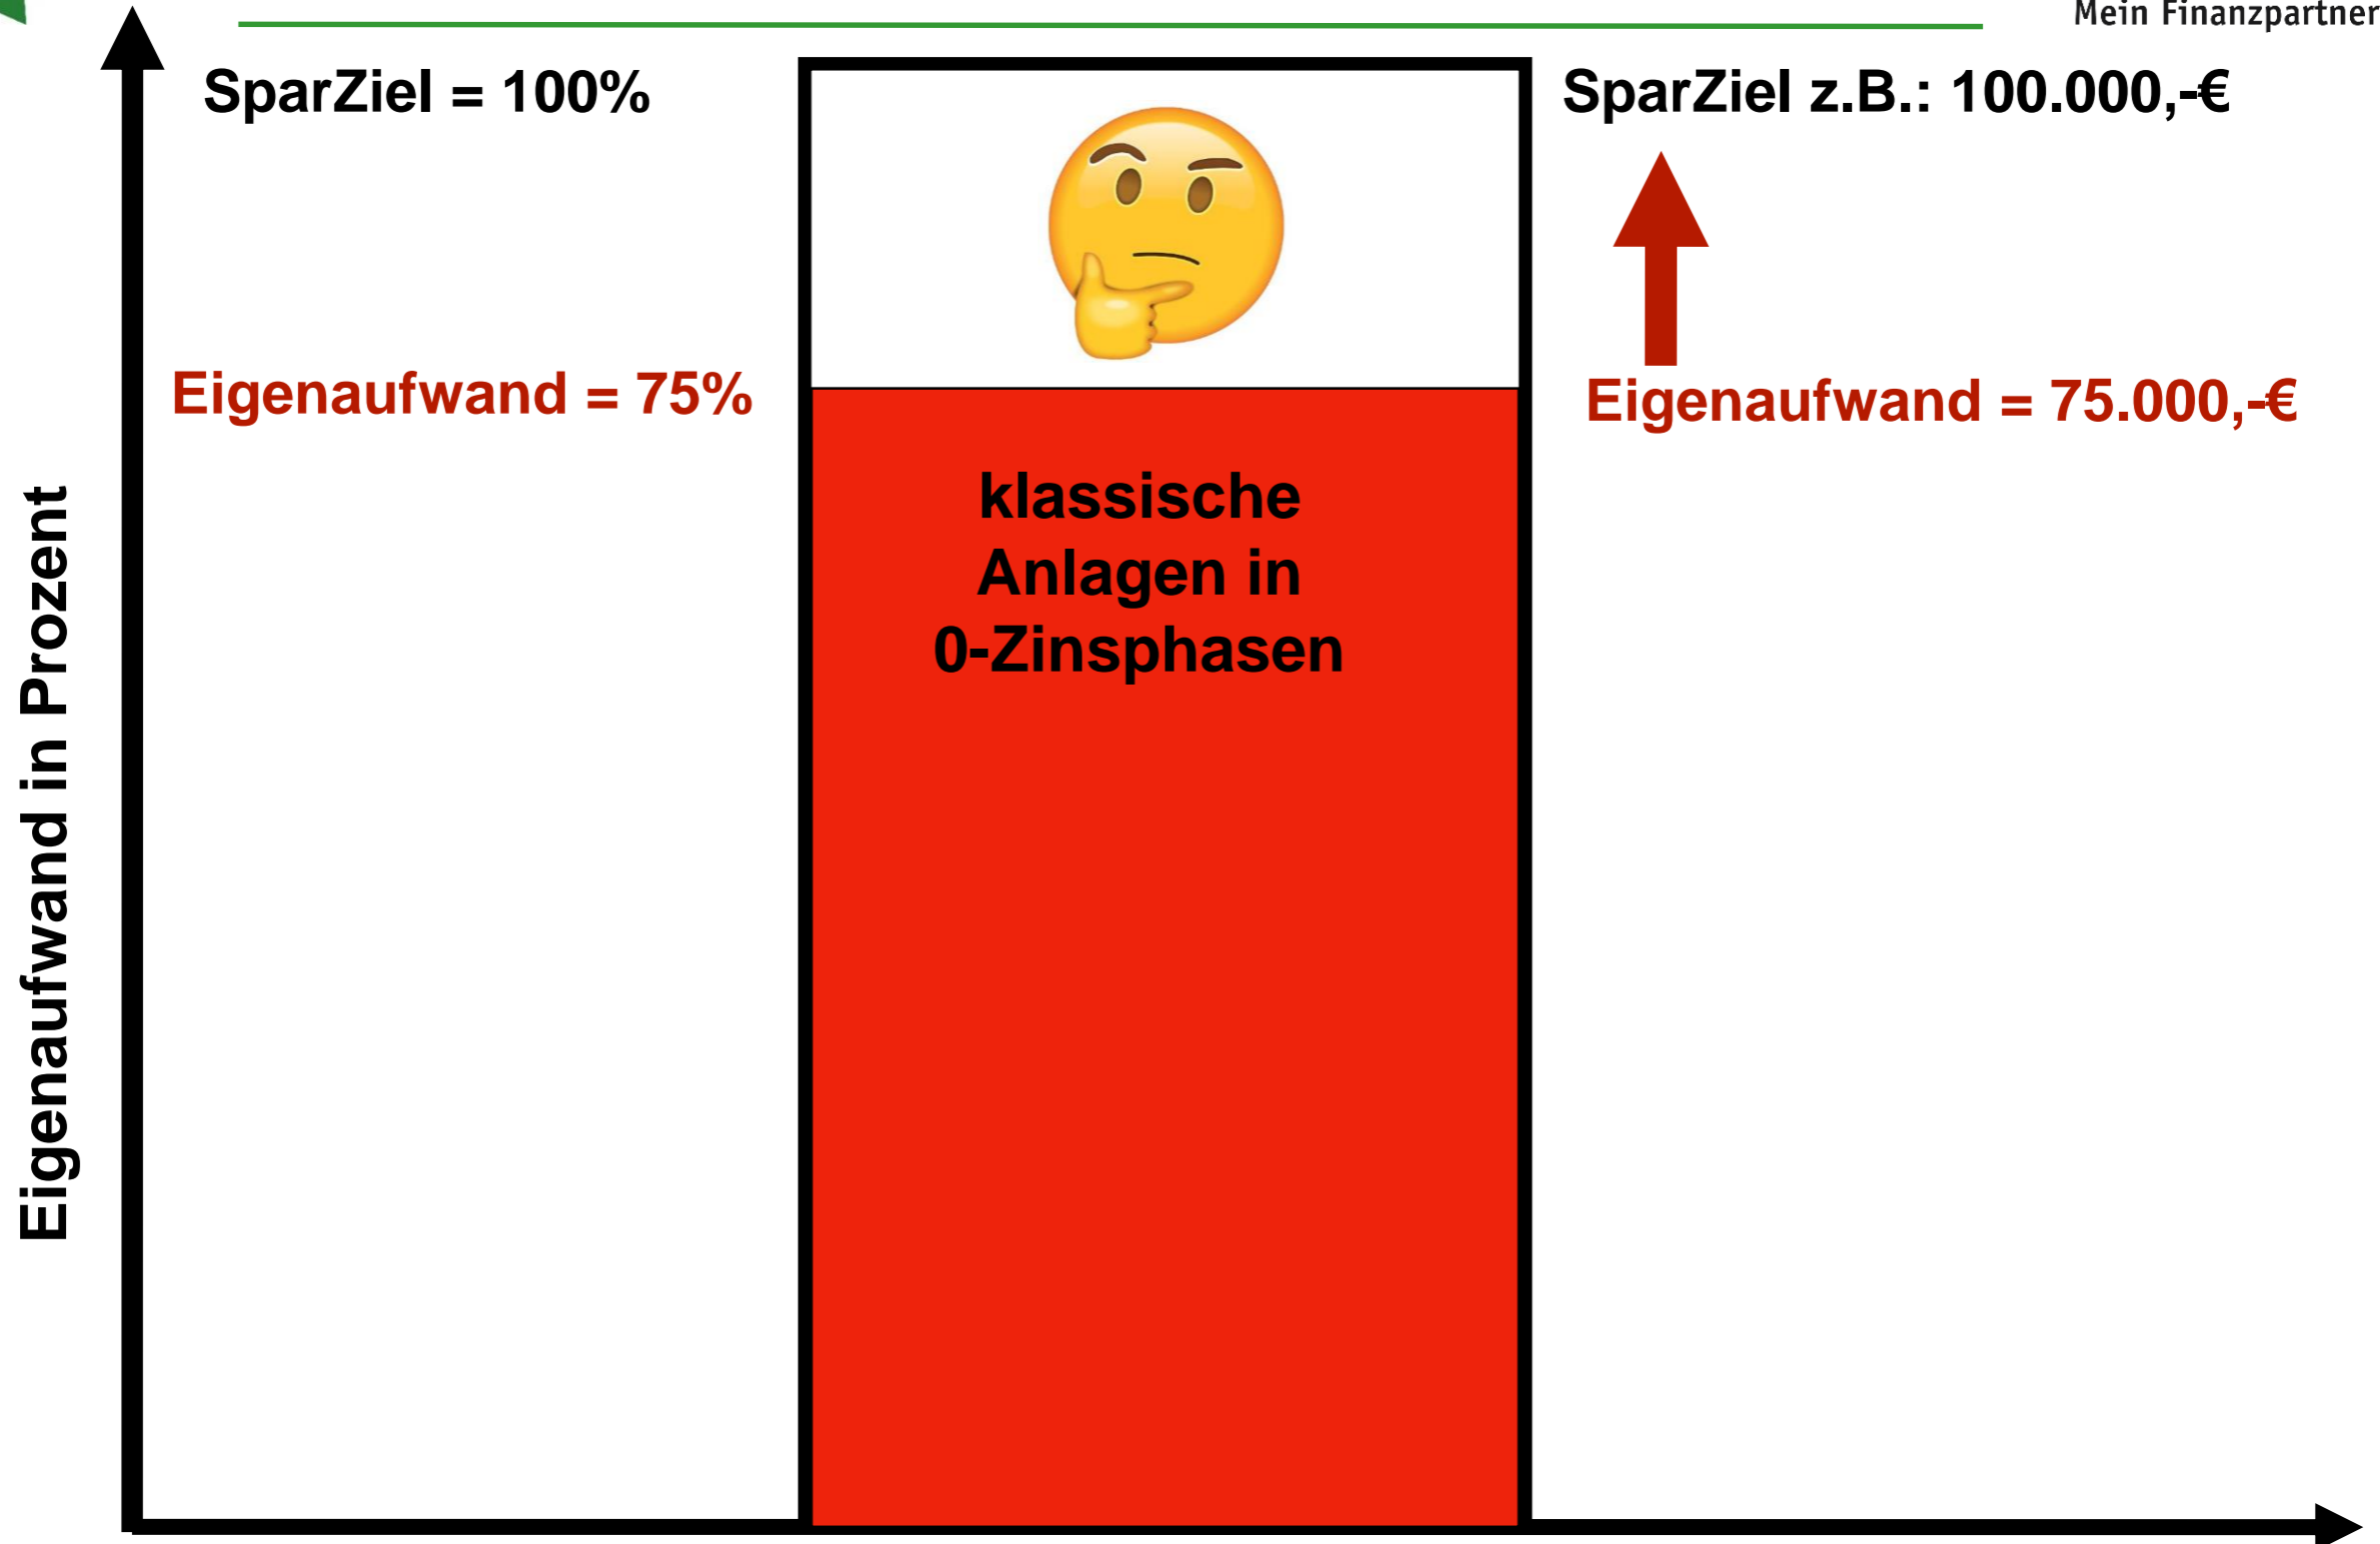 Mein Finanzpartner
SparZiel = 100%
SparZiel z.B.: 100.000,-€
Eigenaufwand = 75%
Eigenaufwand = 75.000,-€
klassische
Anlagen in
0-Zinsphasen
Eigenaufwand in Prozent